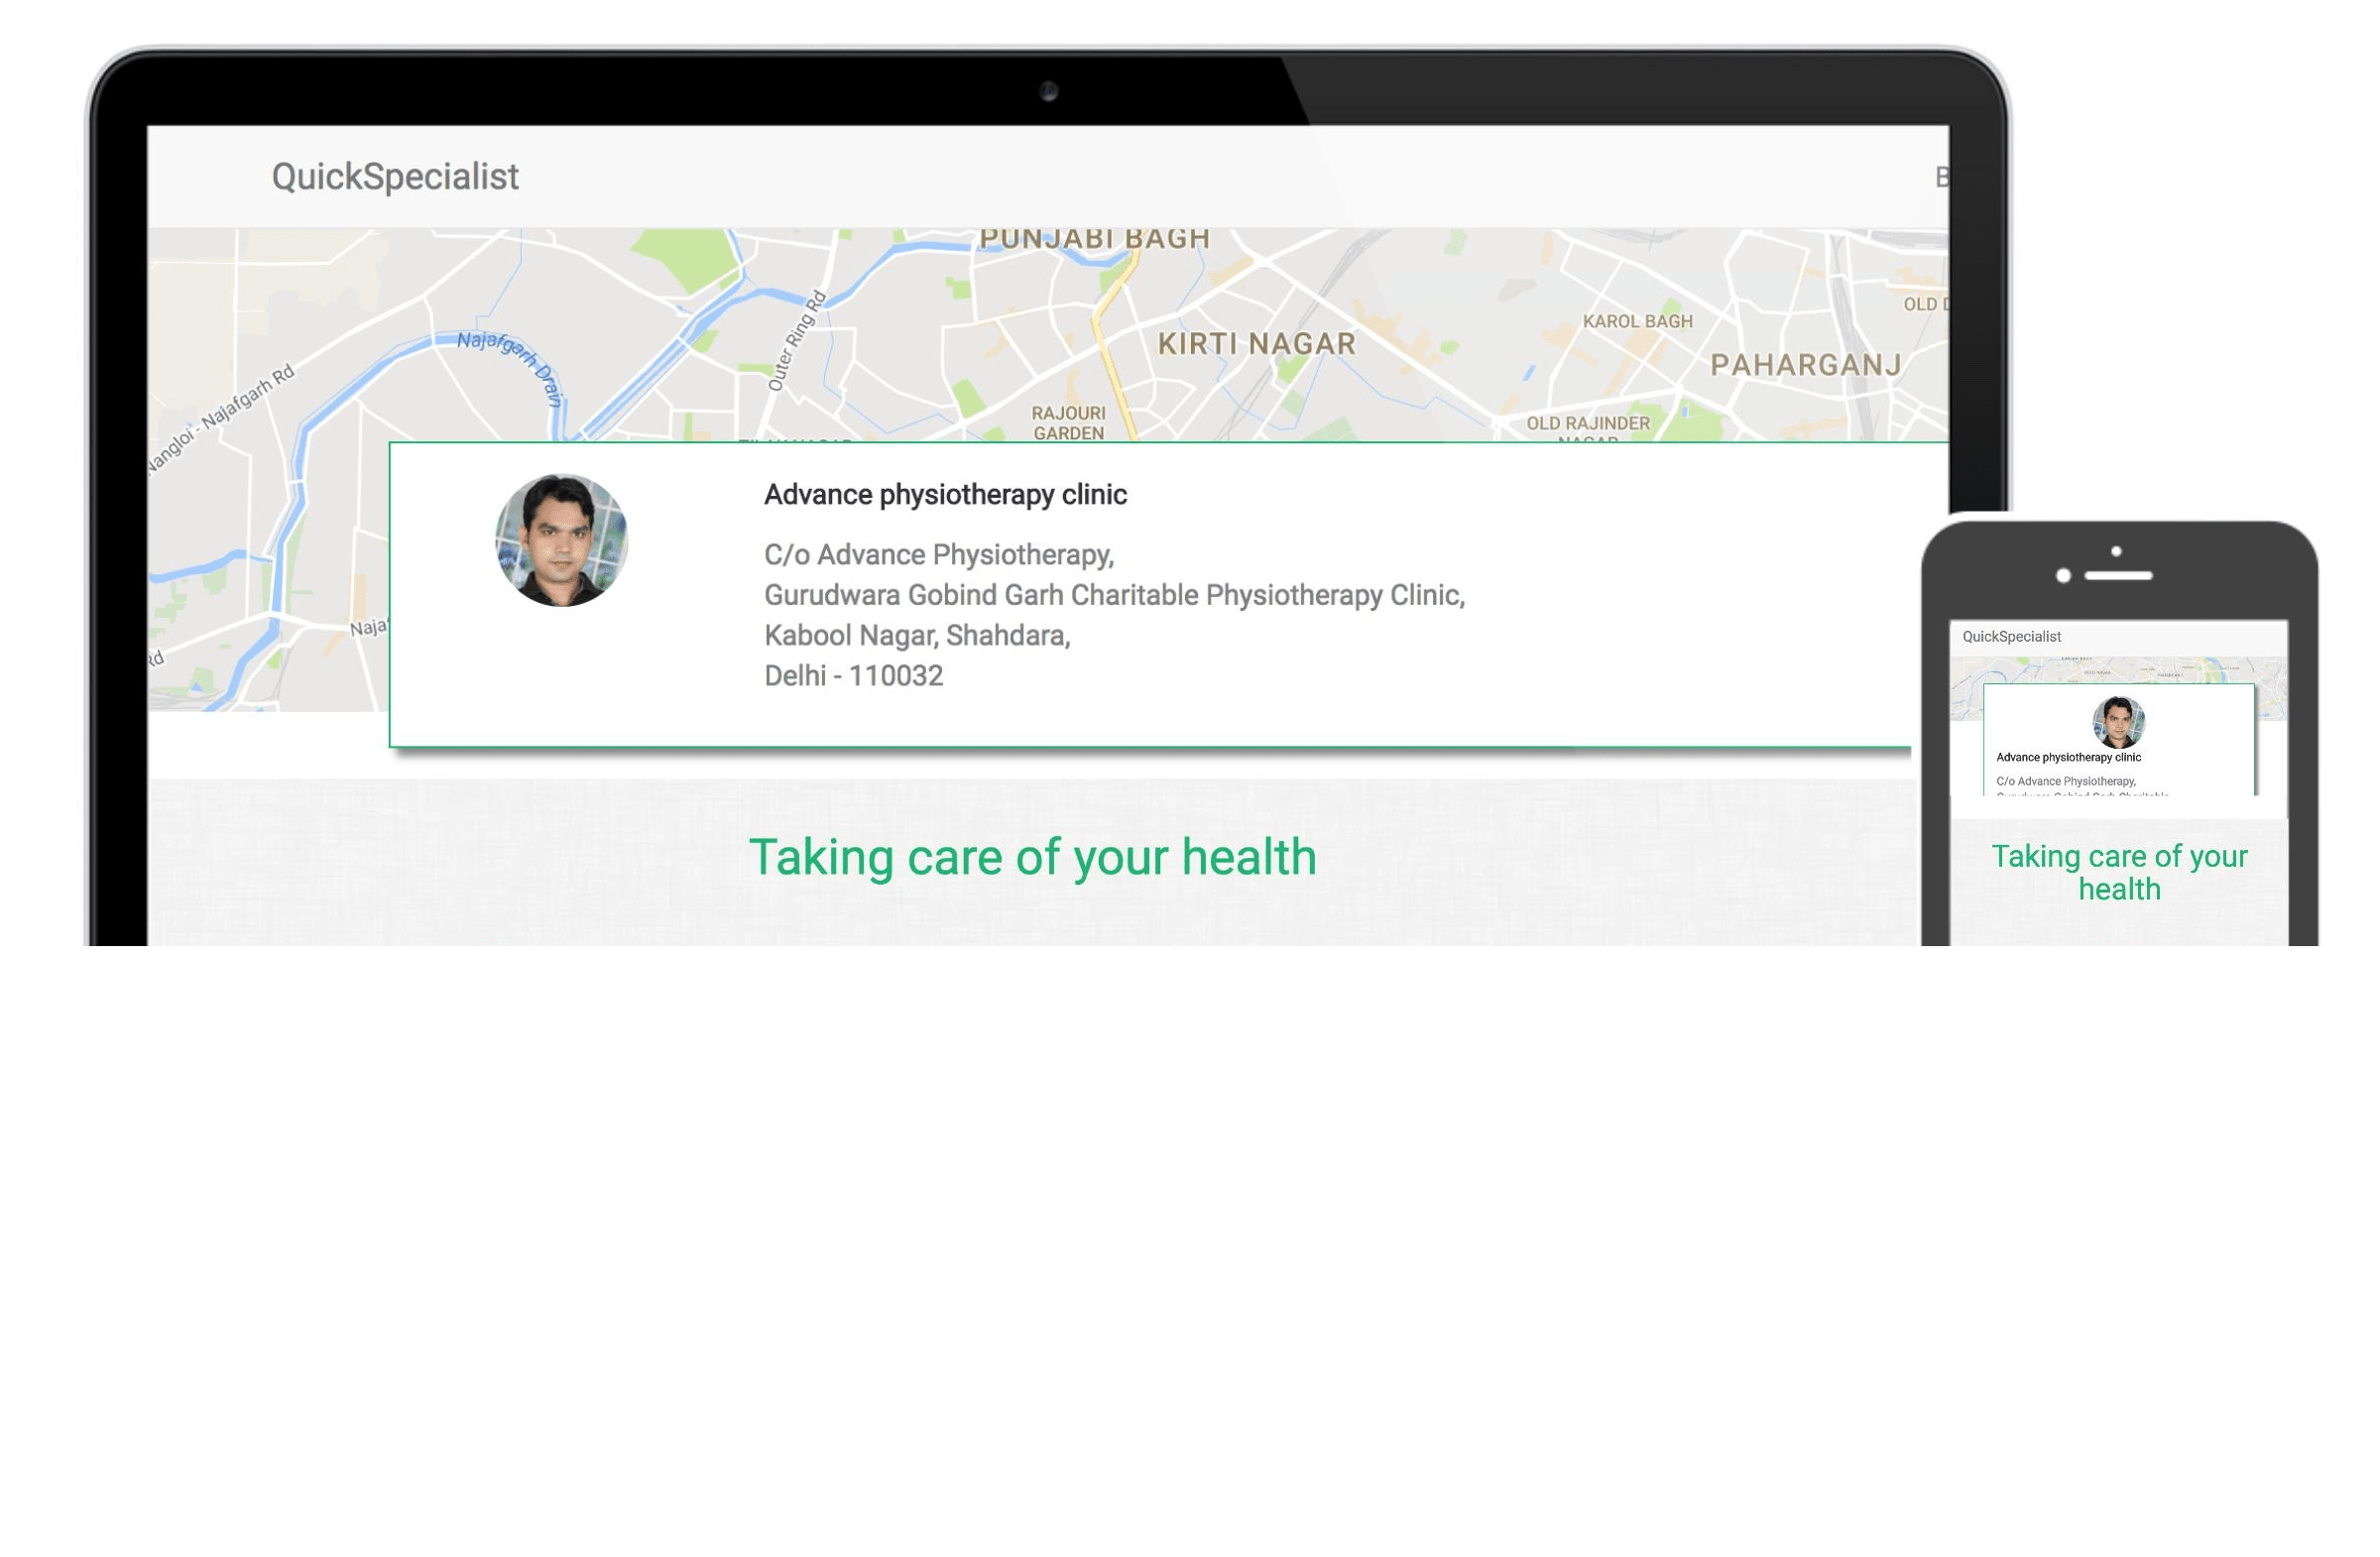 QuickSpecialist
PUNJABI BAGH
OLD
KAROL BAGH
KIRTI NAGAR
PAHARGANJ
Najafgarh Drain
Outer Ring Rd
Nangloi - Najafgarh Rd
RAJOURI
GARDEN
OLD RAJINDER
NAGAR
Advance physiotherapy clinic
C/o Advance Physiotherapy,
Gurudwara Gobind Garh Charitable Physiotherapy Clinic,
Kabool Nagar, Shahdara,
Delhi - 110032
Rd
Taking care of your health
QuickSpecialist
Advance physiotherapy clinic
C/o Advance Physiotherapy,
Taking care of your
health